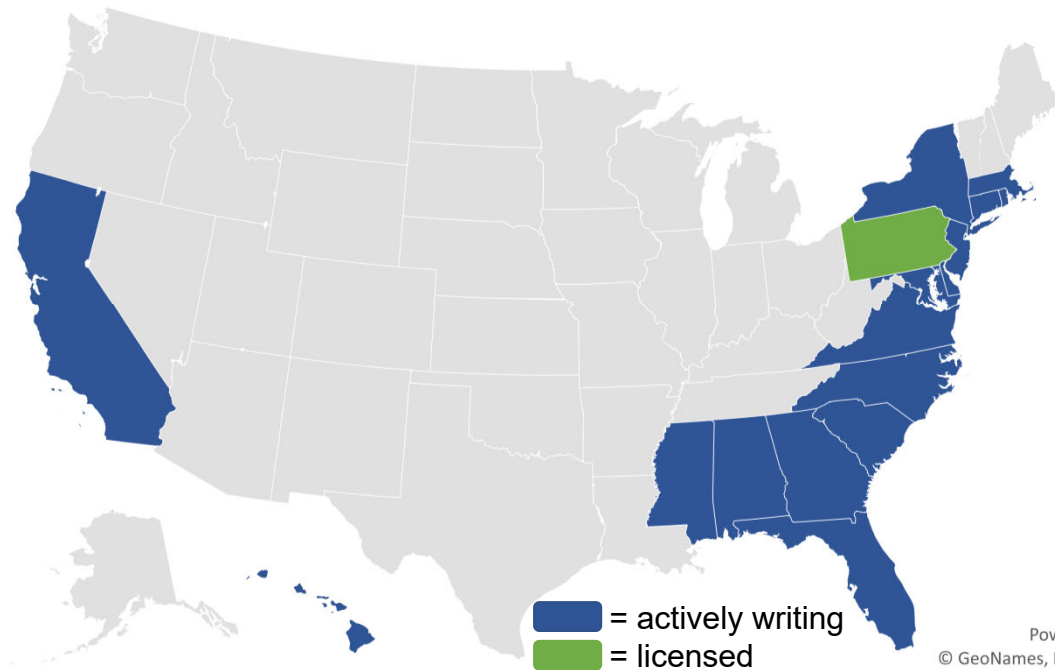 = actively writing
= licensed
Pow
© GeoNames,